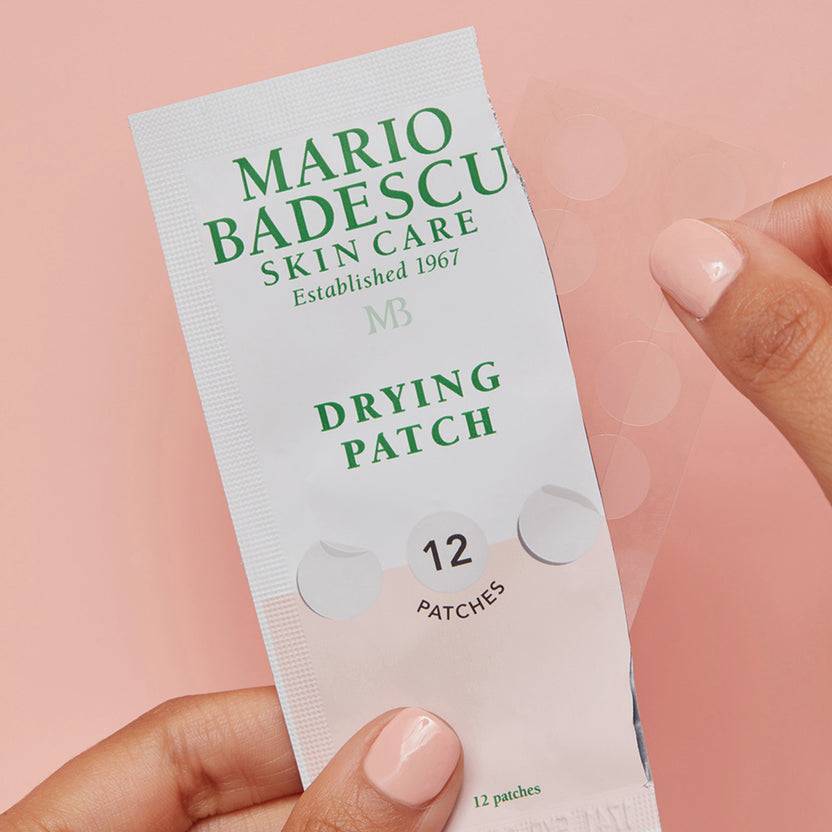 MARIO
BADESCU
SKIN CARE
Established 1967
MB
DRYING
PATCH
12
PATCHES
12 patches